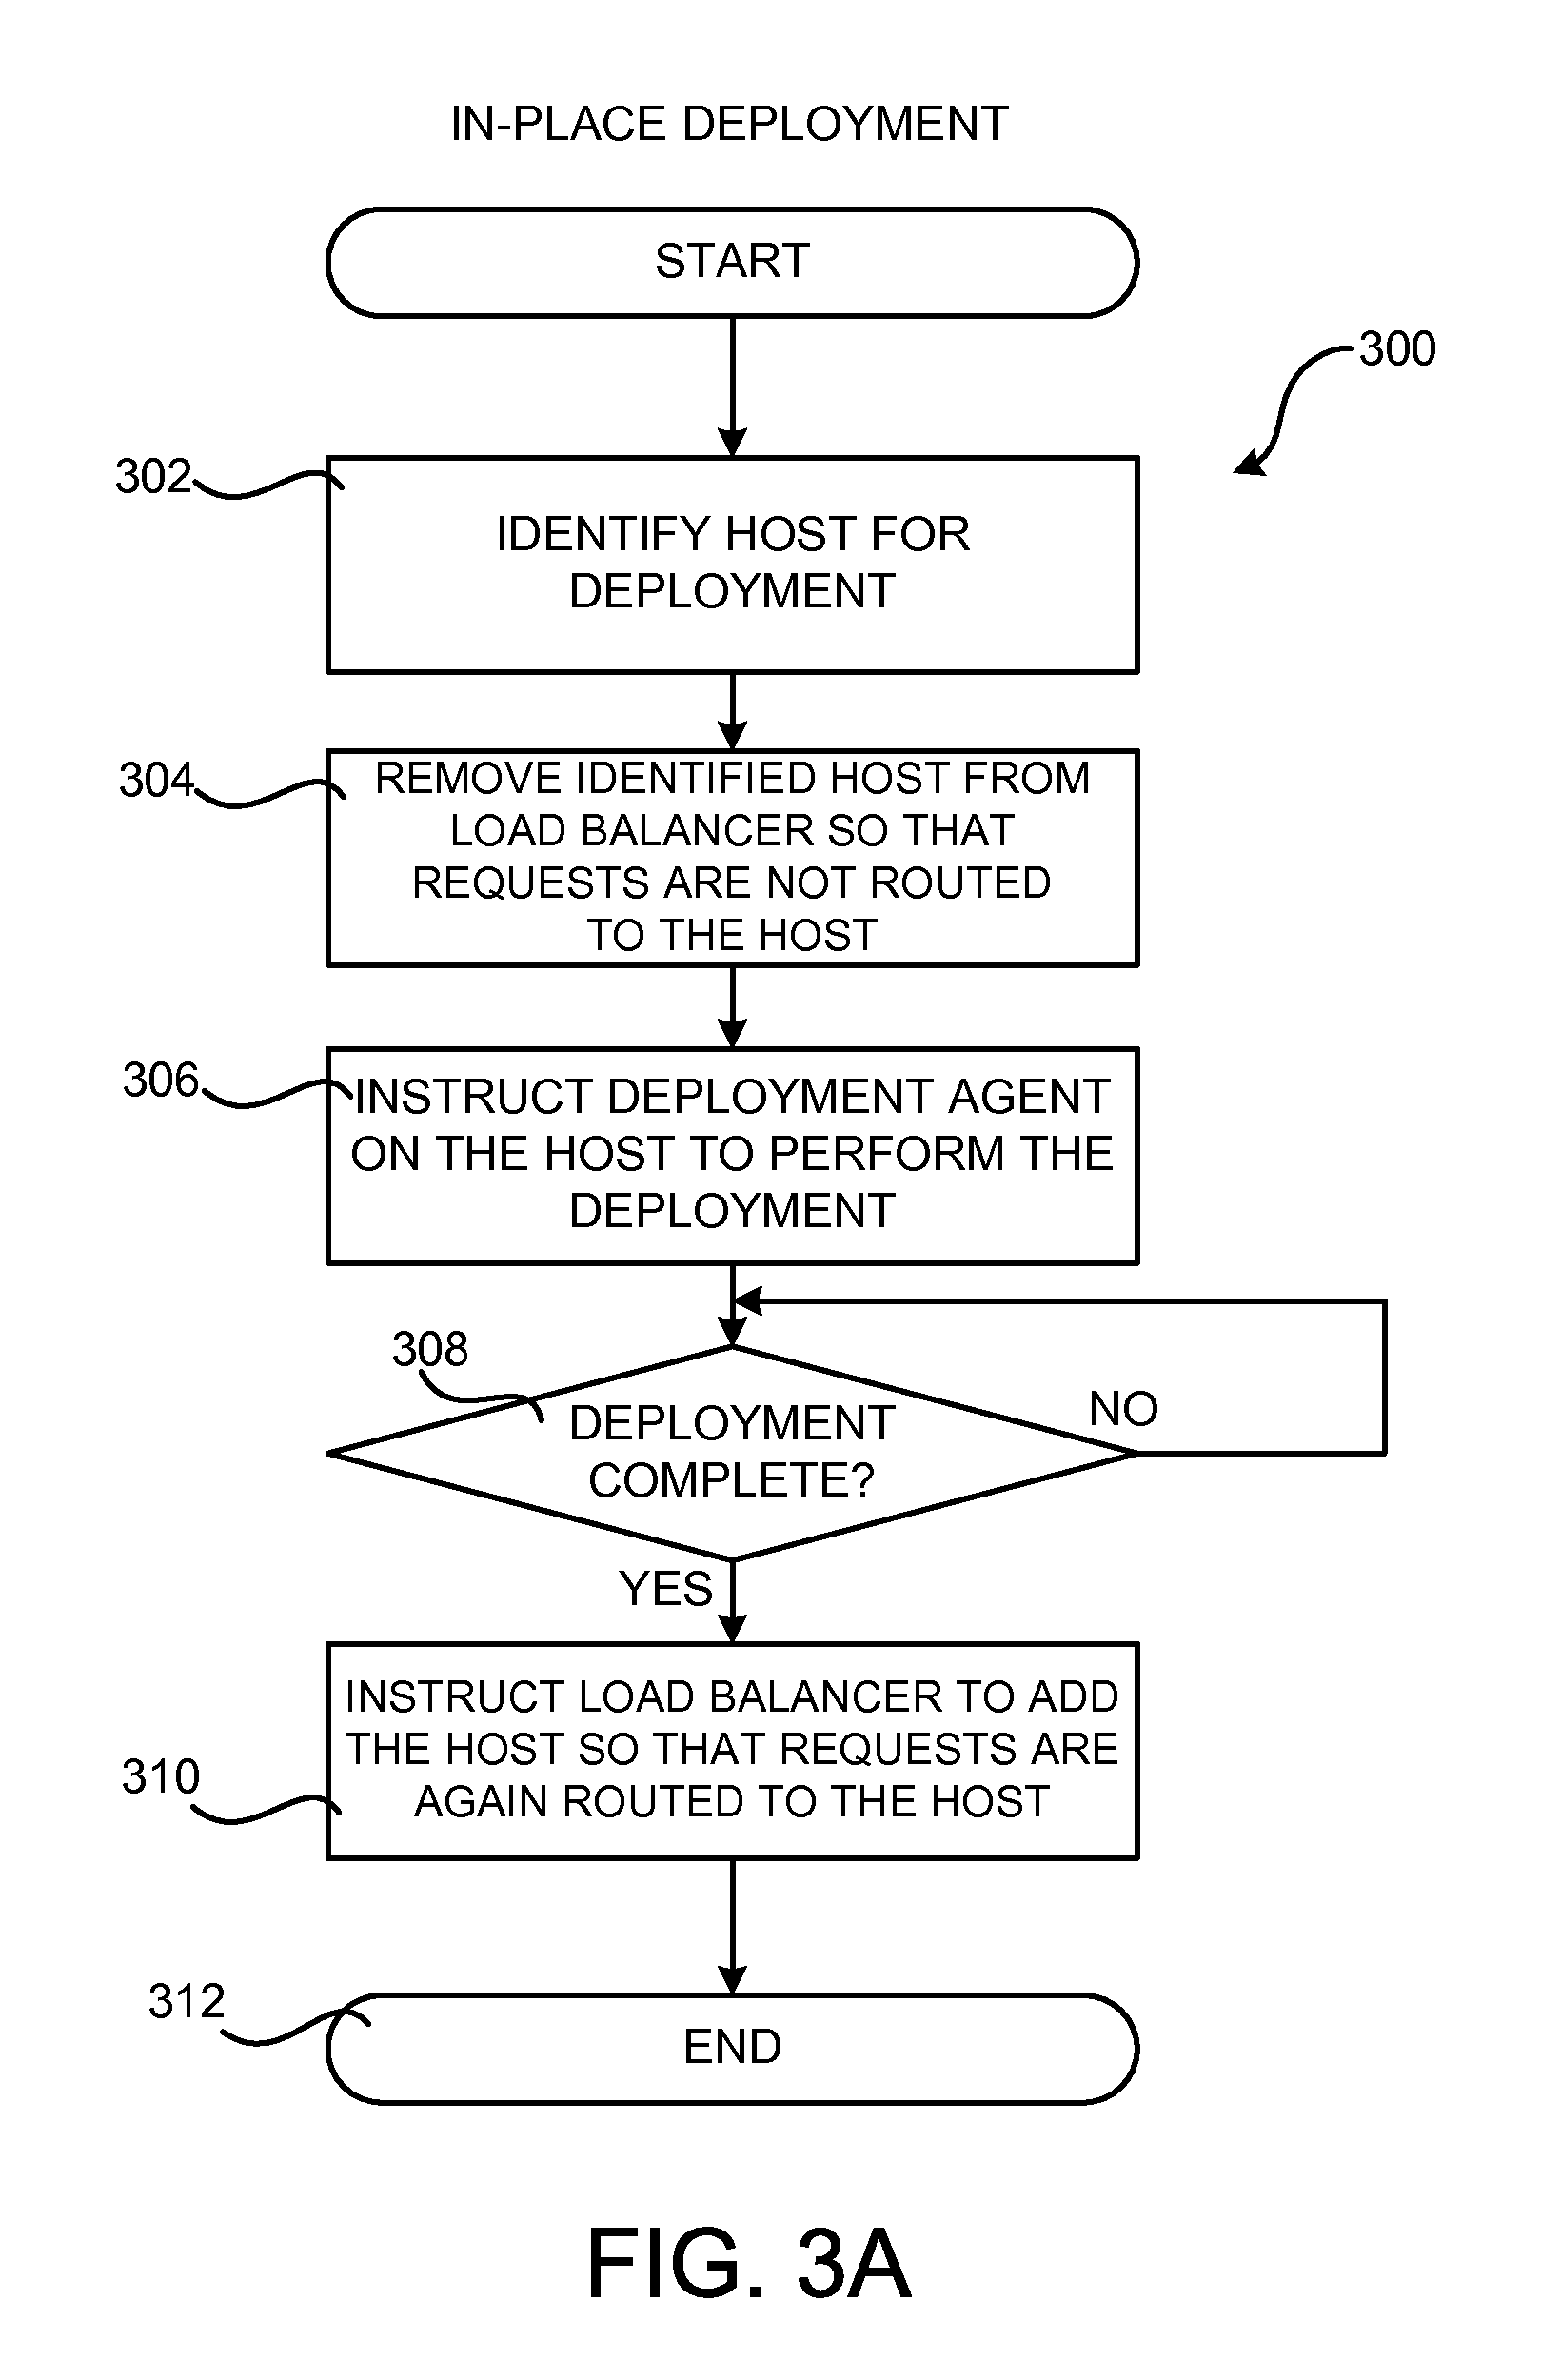 IN-PLACE DEPLOYMENT
START
300
302
IDENTIFY HOST FOR
DEPLOYMENT
304
REMOVE IDENTIFIED HOST FROM
LOAD BALANCER SO THAT
REQUESTS ARE NOT ROUTED
TO THE HOST
306
INSTRUCT DEPLOYMENT AGENT
ON THE HOST TO PERFORM THE
DEPLOYMENT
308
DEPLOYMENT
COMPLETE?
NO
YES
310
INSTRUCT LOAD BALANCER TO ADD
THE HOST SO THAT REQUESTS ARE
AGAIN ROUTED TO THE HOST
312
END
FIG. 3A